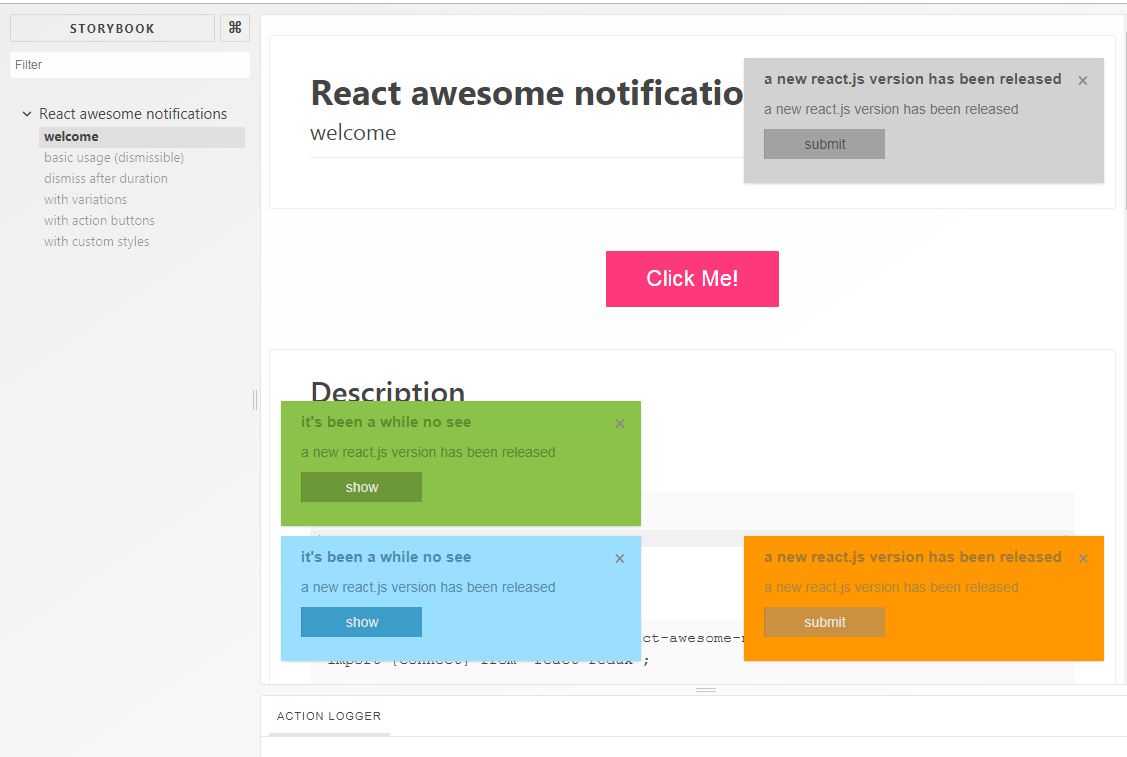 STORYBOOK ⌘
Filter
React awesome notifications
welcome
basic usage (dismissible)
dismiss after duration
with variations
with action buttons
with custom styles
React awesome notificatio
welcome
a new react.js version has been released ×
a new react.js version has been released
submit
Click Me!
Description
it's been a while no see ×
a new react.js version has been released
show
it's been a while no see ×
a new react.js version has been released
show
a new react.js version has been released ×
a new react.js version has been released
submit
ct-awesome-
import {connect} from 'react-redux';
ACTION LOGGER